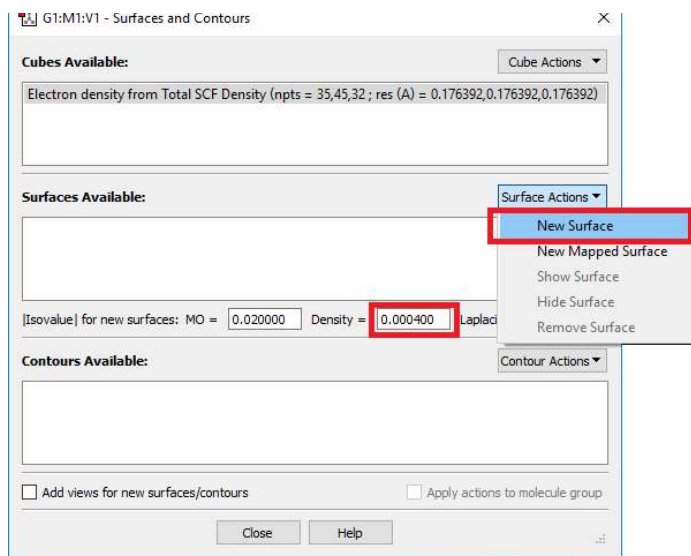 G1:M1:V1 - Surfaces and Contours
Cubes Available:
Cube Actions
Electron density from Total SCF Density (npts = 35,45,32 ; res (A) = 0.176392,0.176392,0.176392)
Surfaces Available:
Surface Actions
New Surface
New Mapped Surface
Show Surface
Hide Surface
Remove Surface
|Isovalue| for new surfaces: MO = 0.020000 Density = 0.000400 Laplaci
Contours Available:
Contour Actions
Add views for new surfaces/contours
Apply actions to molecule group
Close
Help